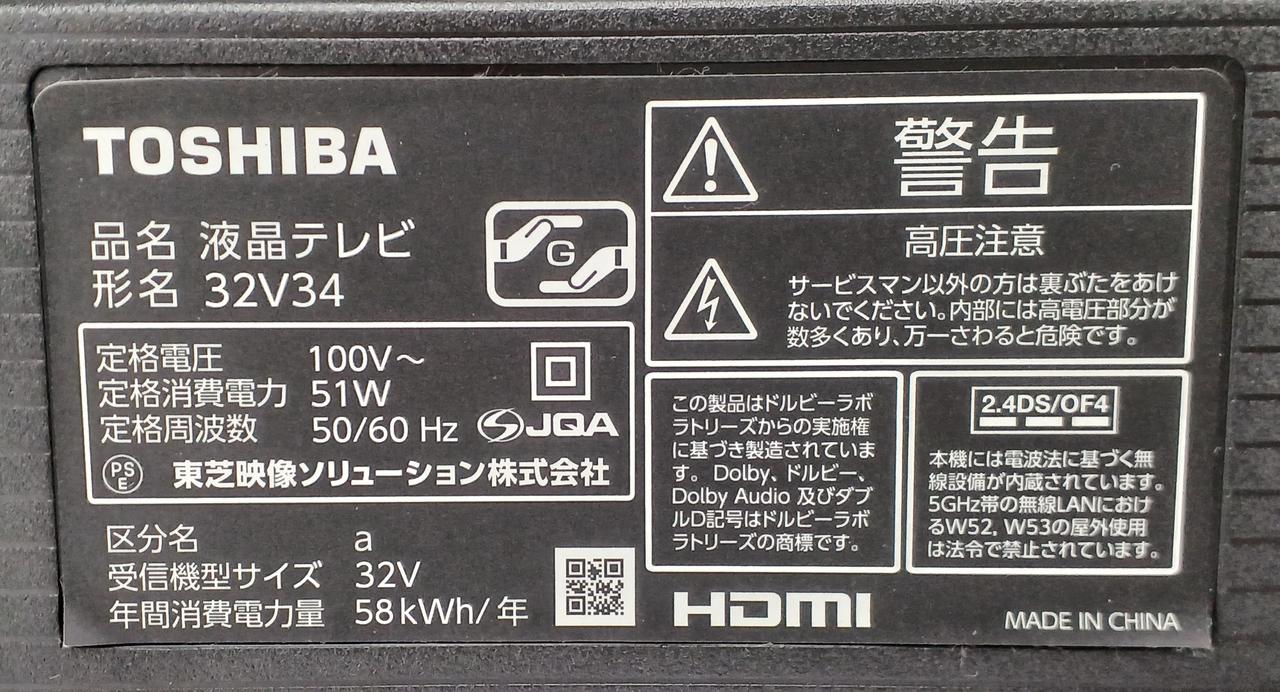 TOSHIBA
品名 液晶テレビ
形名 32V34
G
定格電圧 100V～
定格消費電力 51W
定格周波数 50/60 Hz
JQA
PS
E
東芝映像ソリューション株式会社
区分名 a
受信機型サイズ 32V
年間消費電力量 58kWh/年
警告
高圧注意
サービスマン以外の方は裏ぶたをあけ
ないでください。内部には高電圧部分が
数多くあり、万一さわると危険です。
この製品はドルビーラボ
ラトリーズからの実施権
に基づき製造されていま
す。Dolby、ドルビー、
Dolby Audio 及びダブ
ルD記号はドルビーラボ
ラトリーズの商標です。
2.4DS/OF4
本機には電波法に基づく無
線設備が内蔵されています。
5GHz帯の無線LANにおけ
るW52, W53の屋外使用
は法令で禁止されています。
HDMI
MADE IN CHINA